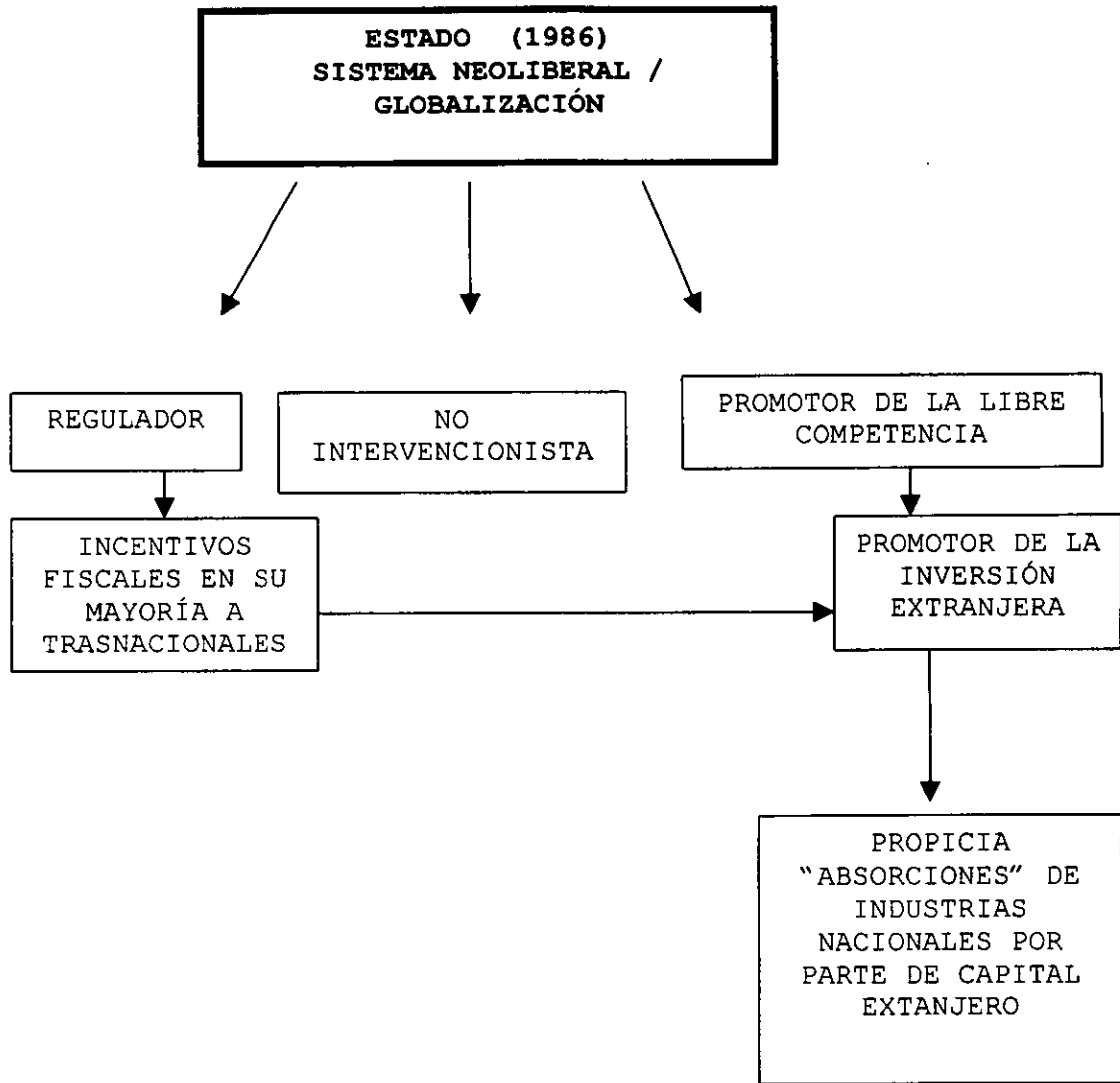 ESTADO (1986)
SISTEMA NEOLIBERAL /
GLOBALIZACIÓN
REGULADOR
NO
INTERVENCIONISTA
PROMOTOR DE LA LIBRE
COMPETENCIA
INCENTIVOS
FISCALES EN SU
MAYORÍA A
TRASNACIONALES
PROMOTOR DE LA
INVERSIÓN
EXTRANJERA
PROPICIA
“ABSORCIONES” DE
INDUSTRIAS
NACIONALES POR
PARTE DE CAPITAL
EXTANJERO